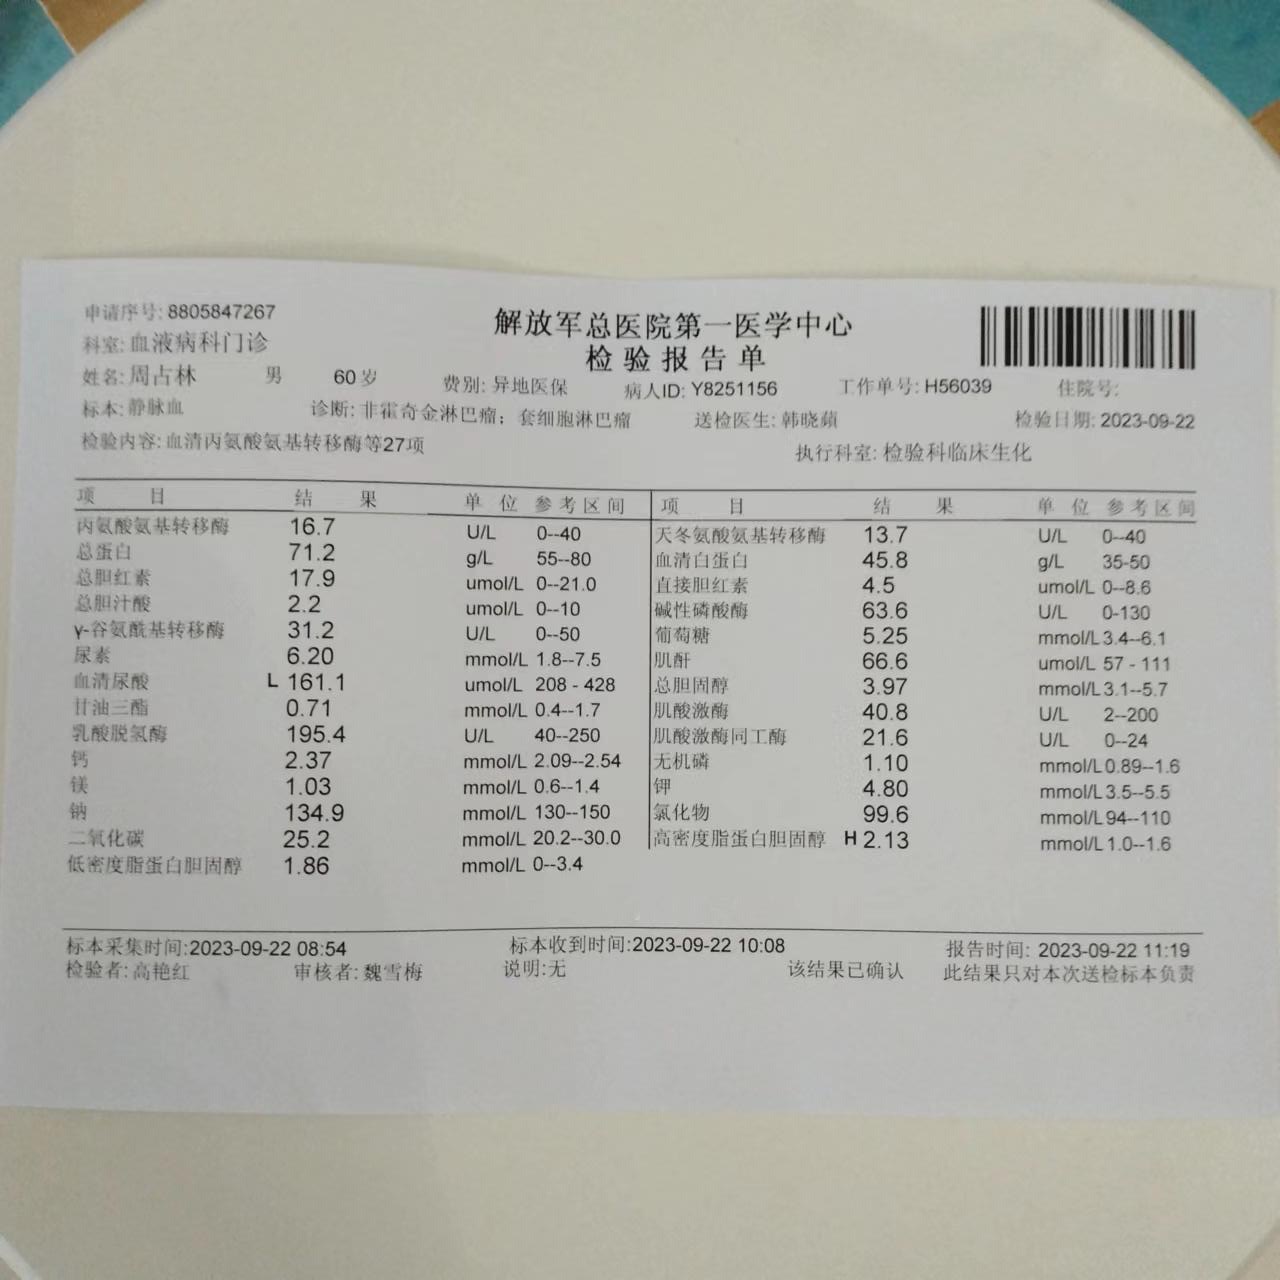 申请序号: 8805847267
解放军总医院第一医学中心
科室: 血液病科门诊
检验报告单
姓名: 周占林 男 60岁 费别: 异地医保 病人ID: Y8251156 工作单号: H56039 住院号:
标本: 静脉血 诊断: 非霍奇金淋巴瘤; 套细胞淋巴瘤 送检医生: 韩晓蘋 检验日期: 2023-09-22
检验内容: 血清丙氨酸氨基转移酶等27项 执行科室: 检验科临床生化
项目 结果 单位 参考区间 项目 结果 单位 参考区间
丙氨酸氨基转移酶 16.7 U/L 0--40 天冬氨酸氨基转移酶 13.7 U/L 0--40
总蛋白 71.2 g/L 55--80 血清白蛋白 45.8 g/L 35-50
总胆红素 17.9 umol/L 0--21.0 直接胆红素 4.5 umol/L 0--8.6
总胆汁酸 2.2 umol/L 0--10 碱性磷酸酶 63.6 U/L 0-130
γ-谷氨酰基转移酶 31.2 U/L 0--50 葡萄糖 5.25 mmol/L 3.4--6.1
尿素 6.20 mmol/L 1.8--7.5 肌酐 66.6 umol/L 57 - 111
血清尿酸 L 161.1 umol/L 208 - 428 总胆固醇 3.97 mmol/L 3.1--5.7
甘油三酯 0.71 mmol/L 0.4--1.7 肌酸激酶 40.8 U/L 2--200
乳酸脱氢酶 195.4 U/L 40--250 肌酸激酶同工酶 21.6 U/L 0--24
钙 2.37 mmol/L 2.09--2.54 无机磷 1.10 mmol/L 0.89--1.6
镁 1.03 mmol/L 0.6--1.4 钾 4.80 mmol/L 3.5--5.5
钠 134.9 mmol/L 130--150 氯化物 99.6 mmol/L 94--110
二氧化碳 25.2 mmol/L 20.2--30.0 高密度脂蛋白胆固醇 H 2.13 mmol/L 1.0--1.6
低密度脂蛋白胆固醇 1.86 mmol/L 0--3.4
标本采集时间:2023-09-22 08:54 标本收到时间:2023-09-22 10:08 报告时间: 2023-09-22 11:19
检验者: 高艳红 审核者: 魏雪梅 说明:无 该结果已确认 此结果只对本次送检标本负责